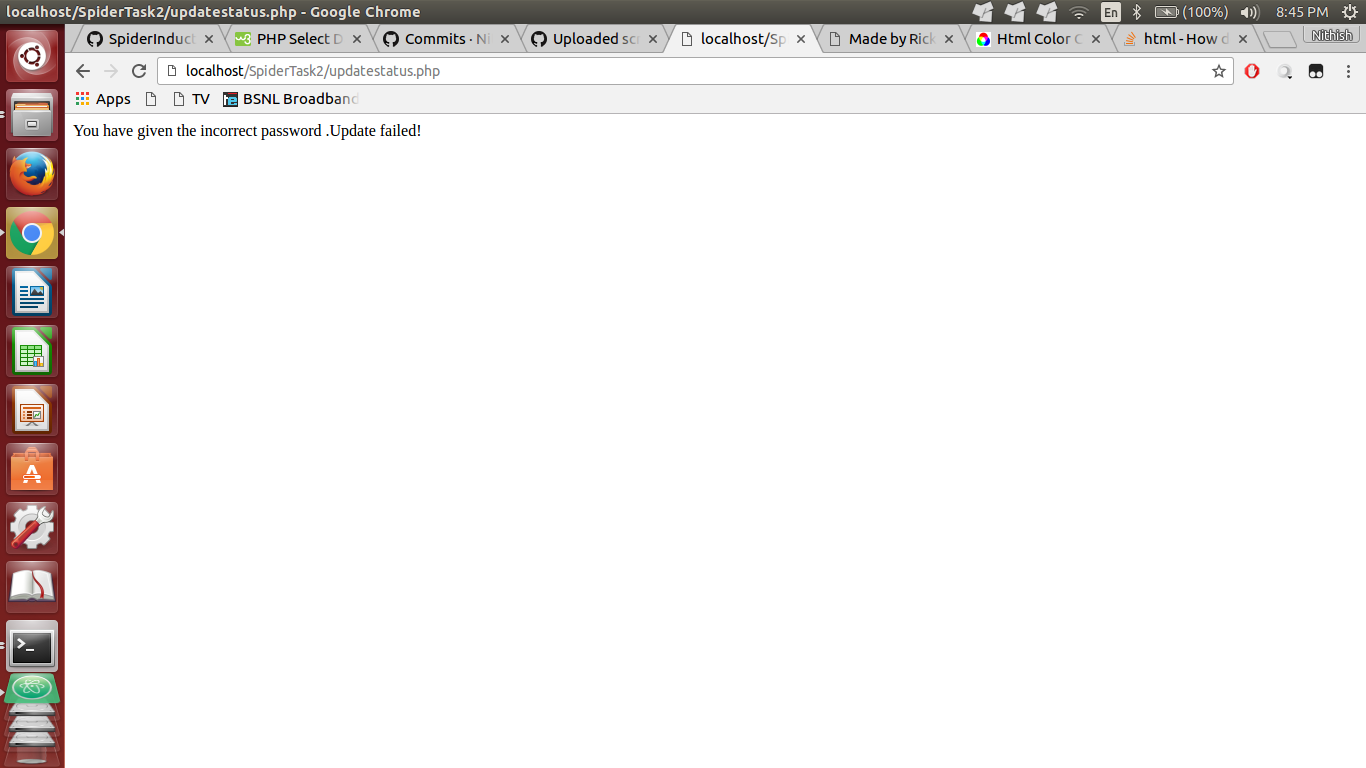 localhost/SpiderTask2/updatestatus.php - Google Chrome
En
(100%)
8:45 PM
SpiderInduct
PHP Select D
Commits · Ni
Uploaded scr
localhost/Sp
Made by Rick
Html Color C
html - How d
Nithish
localhost/SpiderTask2/updatestatus.php
Apps
TV
BSNL Broadband
You have given the incorrect password .Update failed!